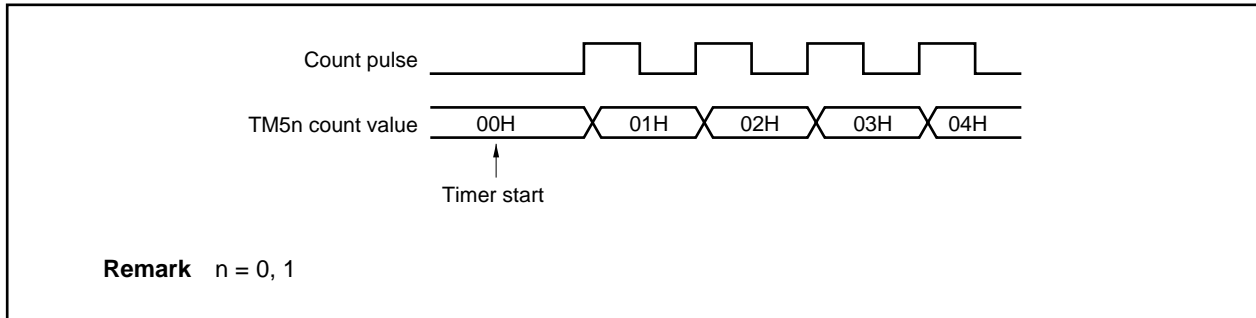 Count pulse
TM5n count value 00H 01H 02H 03H 04H
Timer start
Remark n = 0, 1